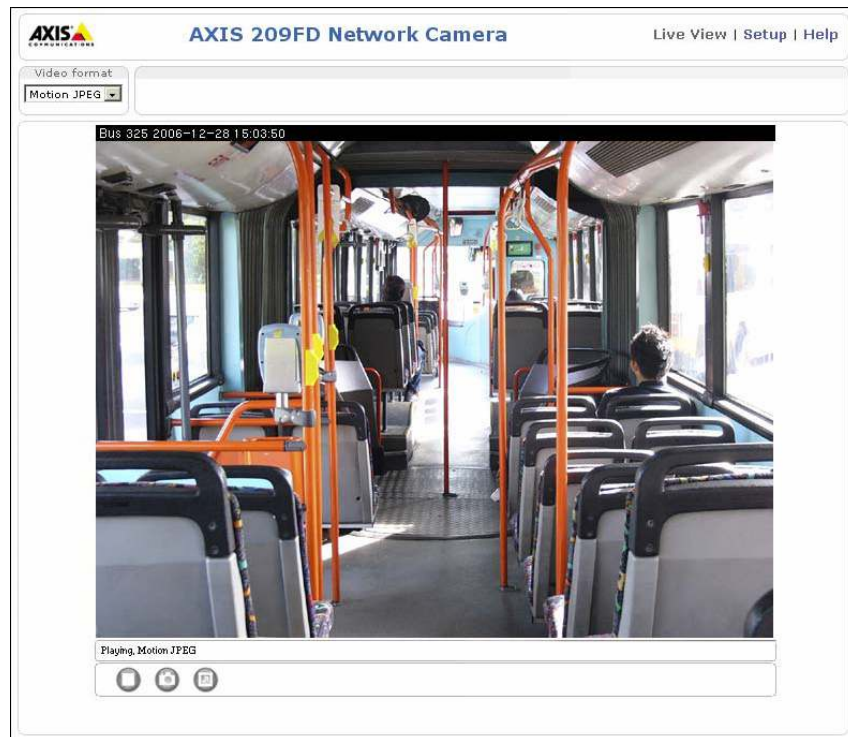 AXIS
COMMUNICATIONS
AXIS 209FD Network Camera
Live View | Setup | Help
Video format
Motion JPEG
Bus 325 2006-12-28 15:03:50
Playing, Motion JPEG